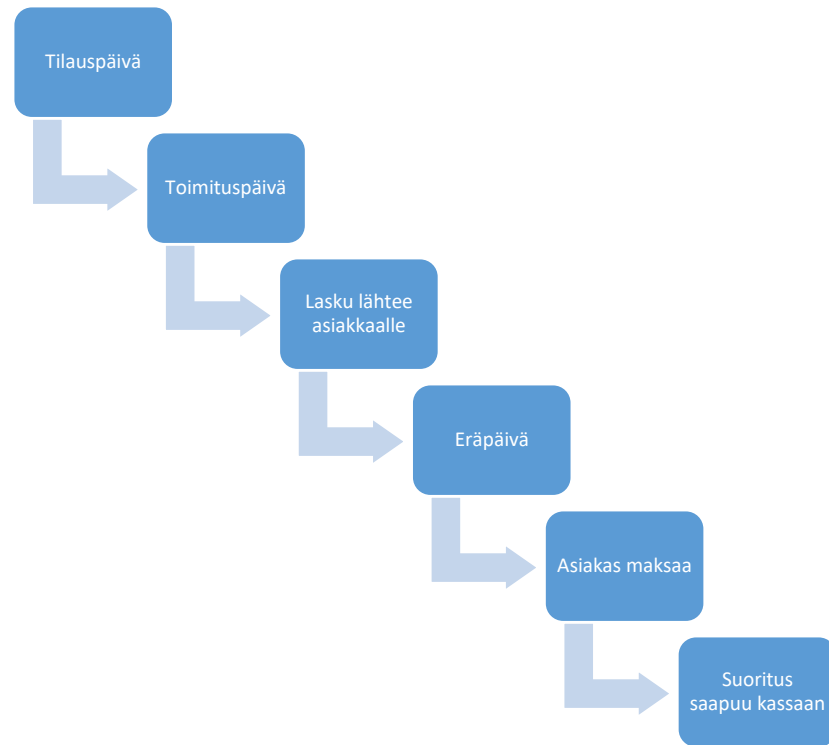 Tilauspäivä
Toimituspäivä
Lasku lähtee
asiakkaalle
Eräpäivä
Asiakas maksaa
Suoritus
saapuu kassaan